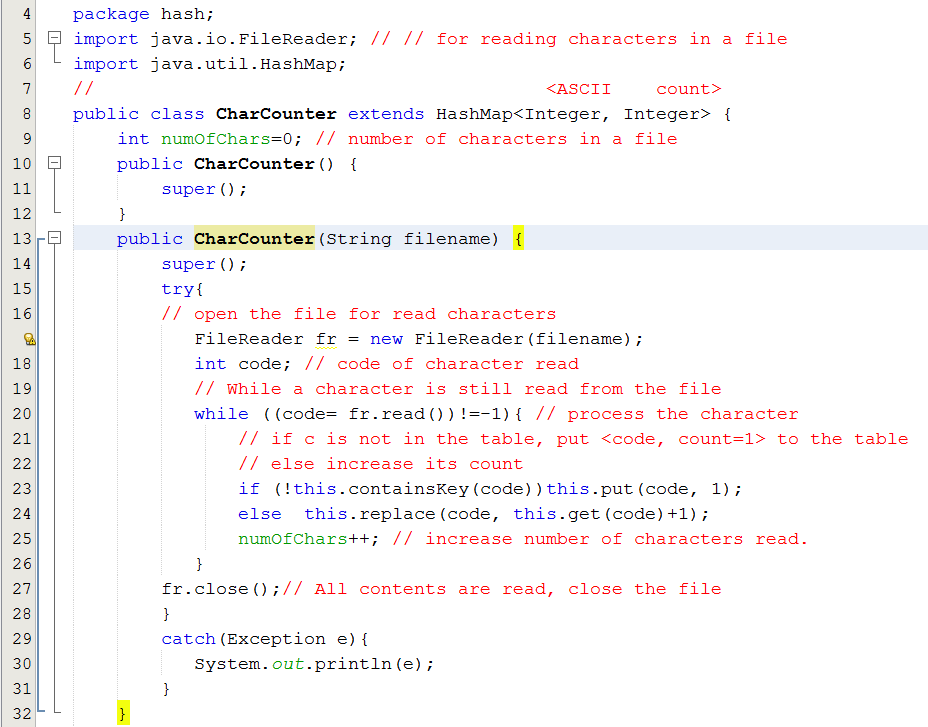 4 package hash;
5 import java.io.FileReader; // // for reading characters in a file
6 import java.util.HashMap;
7 // <ASCII count>
8 public class CharCounter extends HashMap<Integer, Integer> {
9 int numOfChars=0; // number of characters in a file
10 public CharCounter() {
11 super();
12 }
13 public CharCounter(String filename) {
14 super();
15 try{
16 // open the file for read characters
FileReader fr = new FileReader(filename);
18 int code; // code of character read
19 // While a character is still read from the file
20 while ((code= fr.read())!=-1){ // process the character
21 // if c is not in the table, put <code, count=1> to the table
22 // else increase its count
23 if (!this.containsKey(code))this.put(code, 1);
24 else this.replace(code, this.get(code)+1);
25 numOfChars++; // increase number of characters read.
26 }
27 fr.close();// All contents are read, close the file
28 }
29 catch(Exception e){
30 System.out.println(e);
31 }
32 }